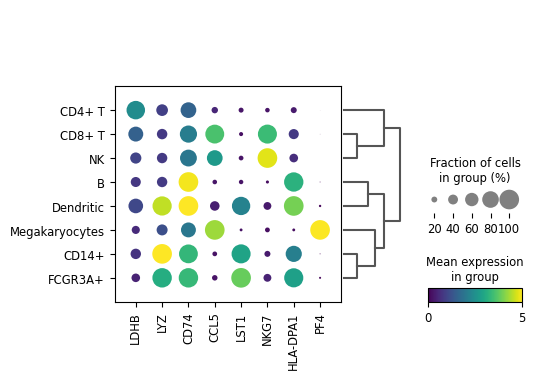 CD4+ T
CD8+ T
NK
B
Dendritic
Megakaryocytes
CD14+
FCGR3A+
LDHB
LYZ
CD74
CCL5
LST1
NKG7
HLA-DPA1
PF4
Fraction of cells
in group (%)
20 40 60 80 100
Mean expression
in group
0 5